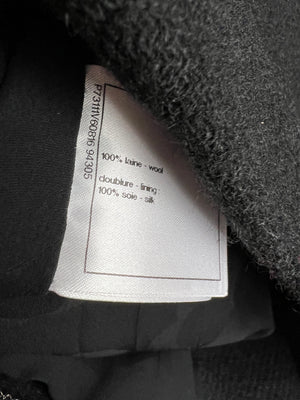 P73111V60816 94305
100% laine - wool
doublure - lining :
100% soie - silk